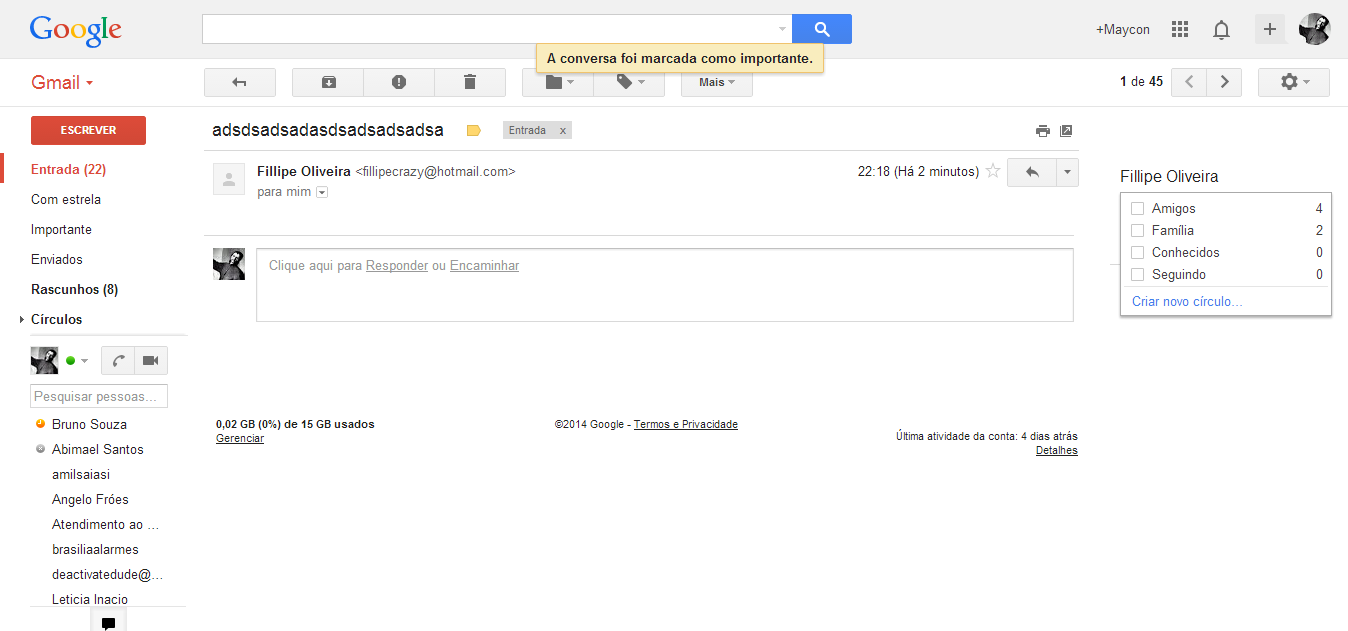 Google
+Maycon
A conversa foi marcada como importante.
Gmail
Mais
1 de 45
ESCREVER
adsdsadsadasdsadsadsadsa
Entrada x
Entrada (22)
Com estrela
Importante
Enviados
Rascunhos (8)
Círculos
Fillipe Oliveira <fillipecrazy@hotmail.com>
22:18 (Há 2 minutos)
para mim
Clique aqui para Responder ou Encaminhar
Fillipe Oliveira
Amigos 4
Família 2
Conhecidos 0
Seguindo 0
Criar novo círculo...
Pesquisar pessoas...
Bruno Souza
Abimael Santos
amilsaiasi
Angelo Fróes
Atendimento ao ...
brasiliaalarmes
deactivatedude@...
Leticia Inacio
0,02 GB (0%) de 15 GB usados
Gerenciar
©2014 Google - Termos e Privacidade
Última atividade da conta: 4 dias atrás
Detalhes